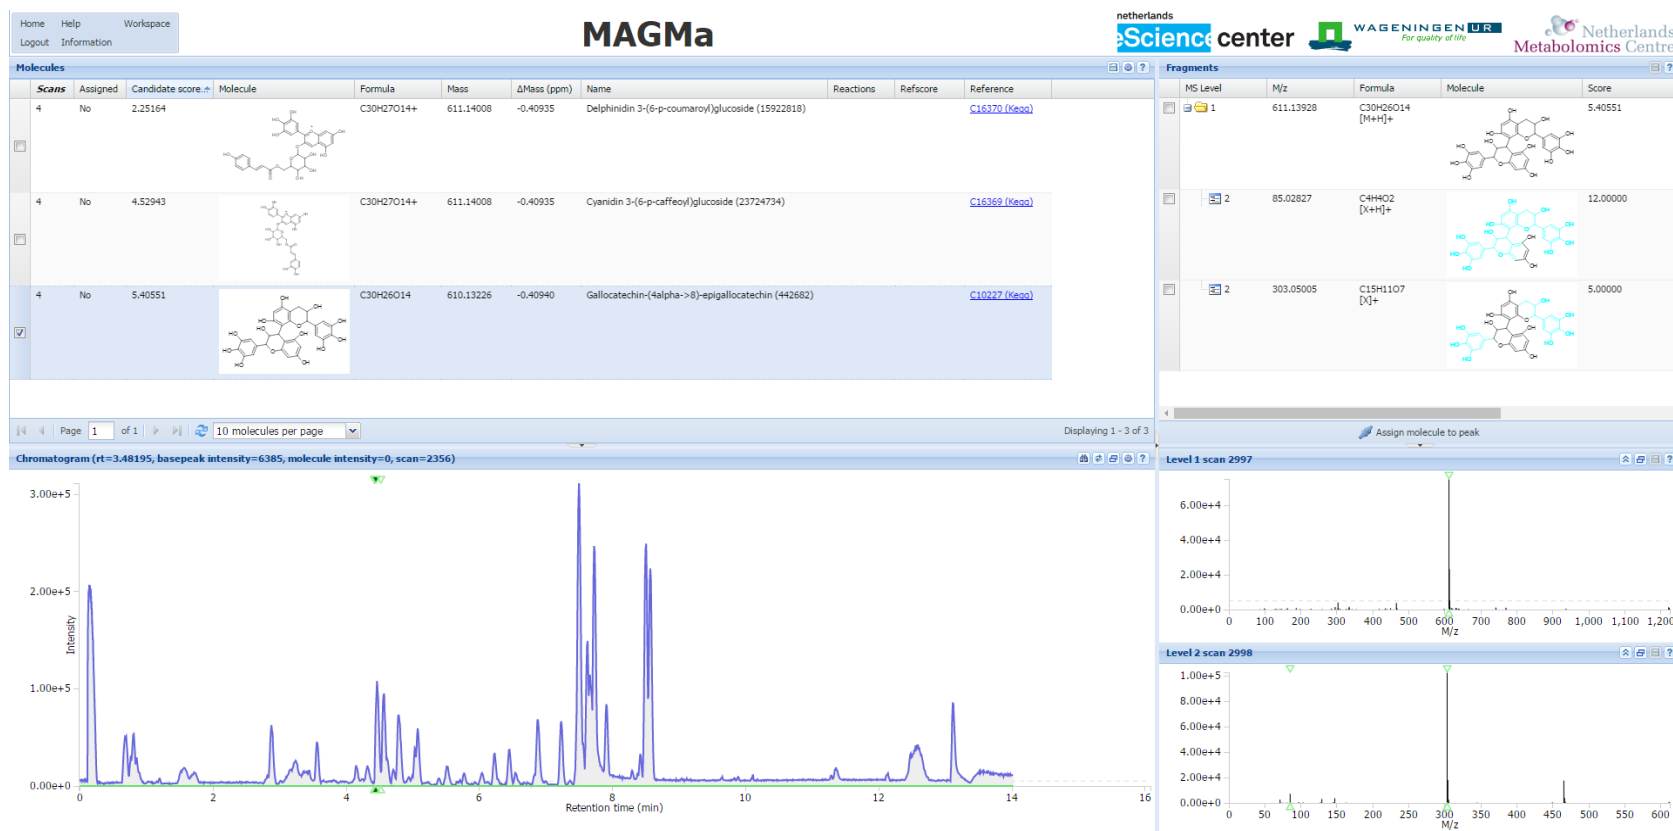 Home Help Workspace
Logout Information
MAGMa
netherlands
eScience center
WAGENINGEN UR
For quality of life
Netherlands
Metabolomics Centre
Molecules
Scans Assigned Candidate score Molecule Formula Mass ΔMass (ppm) Name Reactions Refscore Reference
4 No 2.25164 C30H27O14+ 611.14008 -0.40935 Delphinidin 3-(6-p-coumaroyl)glucoside (15922818) C16370 (Kegg)
4 No 4.52943 C30H27O14+ 611.14008 -0.40935 Cyanidin 3-(6-p-caffeoyl)glucoside (23724734) C16369 (Kegg)
4 No 5.40551 C30H26O14 610.13226 -0.40940 Gallocatechin-(4alpha->8)-epigallocatechin (442682) C10227 (Kegg)
Page 1 of 1 10 molecules per page Displaying 1 - 3 of 3
Fragments
MS Level M/z Formula Molecule Score
1 611.13928 C30H26O14 5.40551
[M+H]+
2 85.02827 C4H4O2 12.00000
[X+H]+
2 303.05005 C15H11O7 5.00000
[X]+
Assign molecule to peak
Chromatogram (rt=3.48195, basepeak intensity=6385, molecule intensity=0, scan=2356)
3.00e+5
2.00e+5
Intensity
1.00e+5
0.00e+0
0 2 4 6 8 10 12 14 16
Retention time (min)
Level 1 scan 2997
6.00e+4
4.00e+4
2.00e+4
0.00e+0
0 100 200 300 400 500 600 700 800 900 1,000 1,100 1,200
M/z
Level 2 scan 2998
1.00e+5
8.00e+4
6.00e+4
4.00e+4
2.00e+4
0.00e+0
0 50 100 150 200 250 300 350 400 450 500 550 600
M/z